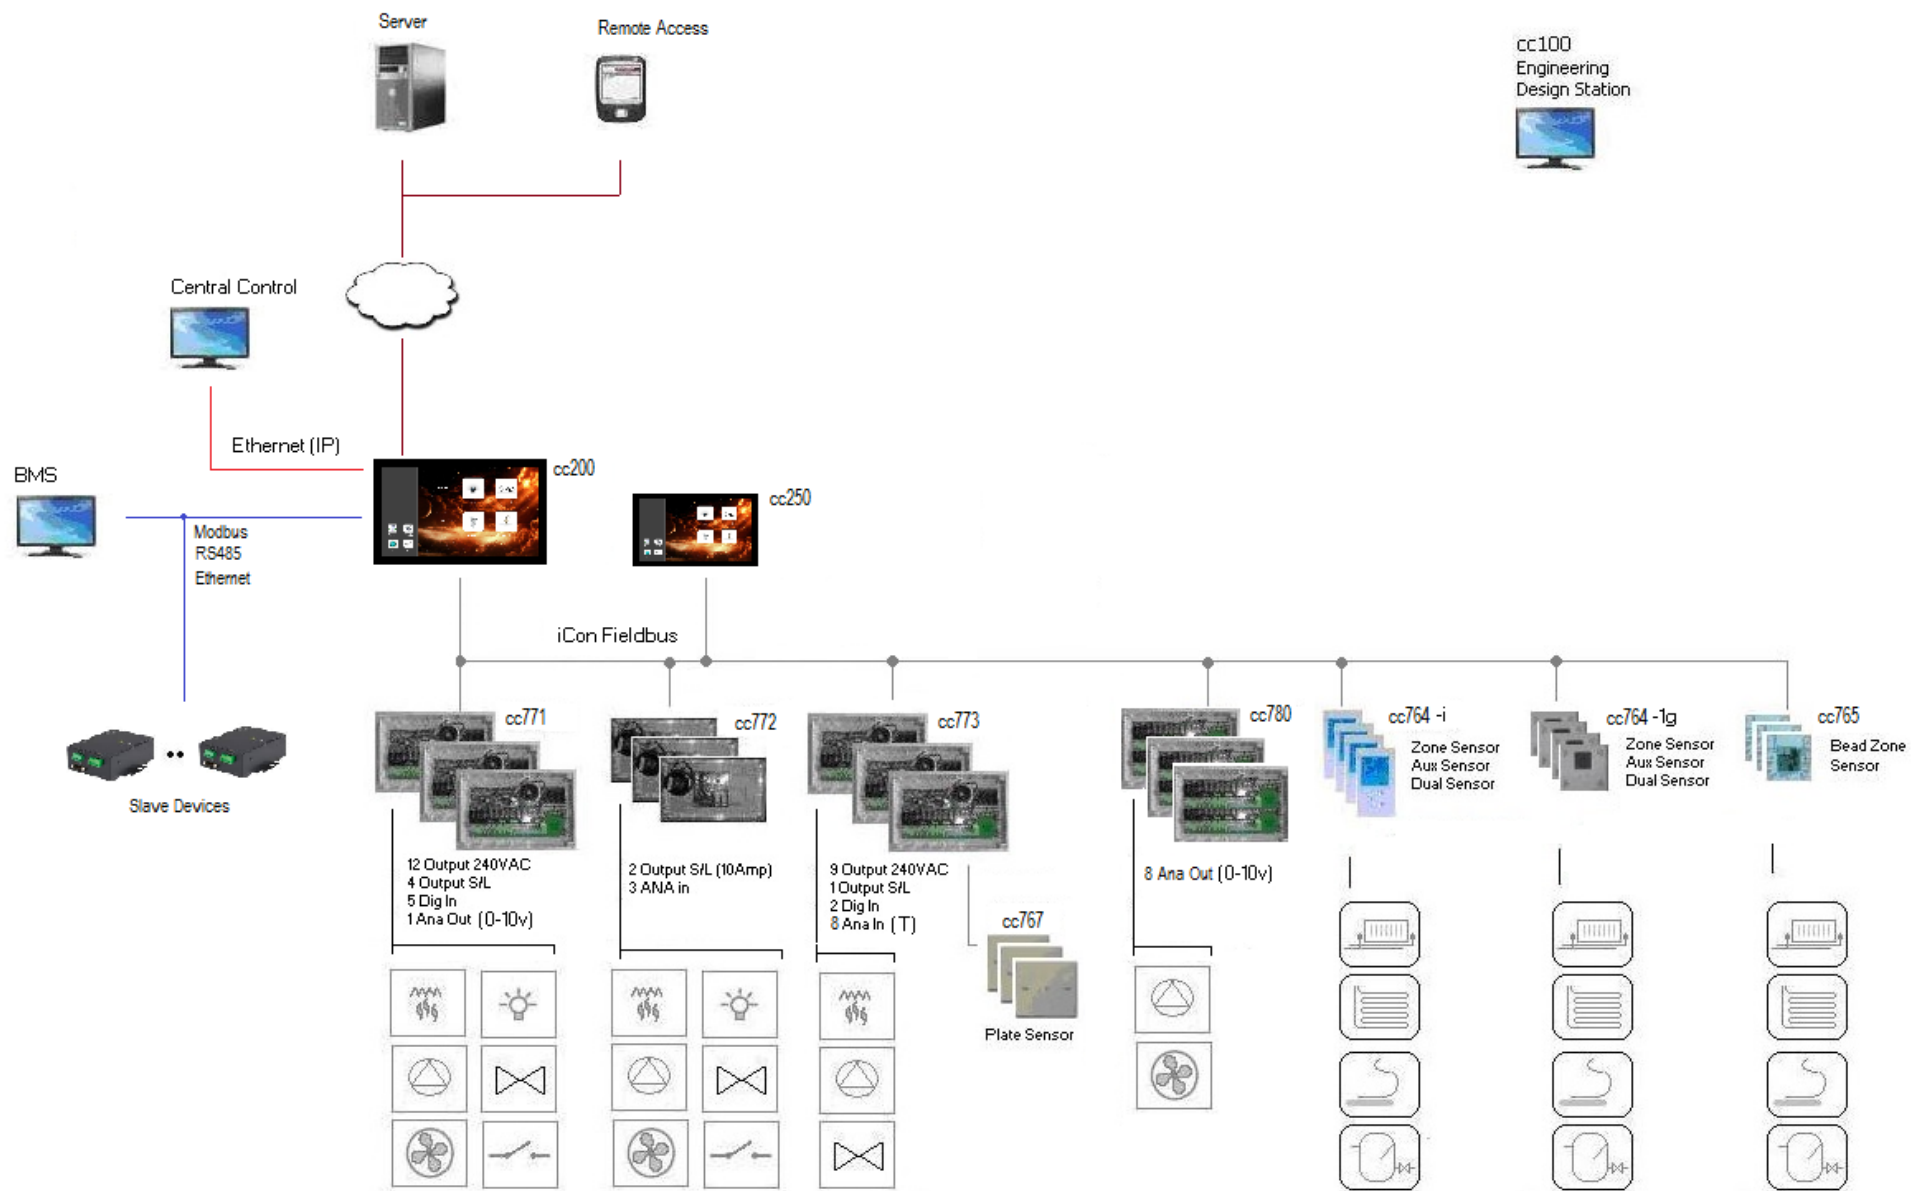 Server
Remote Access
cc100
Engineering
Design Station
Central Control
Ethernet (IP)
BMS
cc200
cc250
Modbus
RS485
Ethernet
iCon Fieldbus
Slave Devices
cc771
12 Output 240VAC
4 Output S/L
5 Dig In
1 Ana Out (0-10v)
cc772
2 Output S/L (10Amp)
3 ANA in
cc773
9 Output 240VAC
1 Output S/L
2 Dig In
8 Ana In (T)
cc767
Plate Sensor
cc780
8 Ana Out (0-10v)
cc764 -i
Zone Sensor
Aux Sensor
Dual Sensor
cc764 -1g
Zone Sensor
Aux Sensor
Dual Sensor
cc765
Bead Zone
Sensor